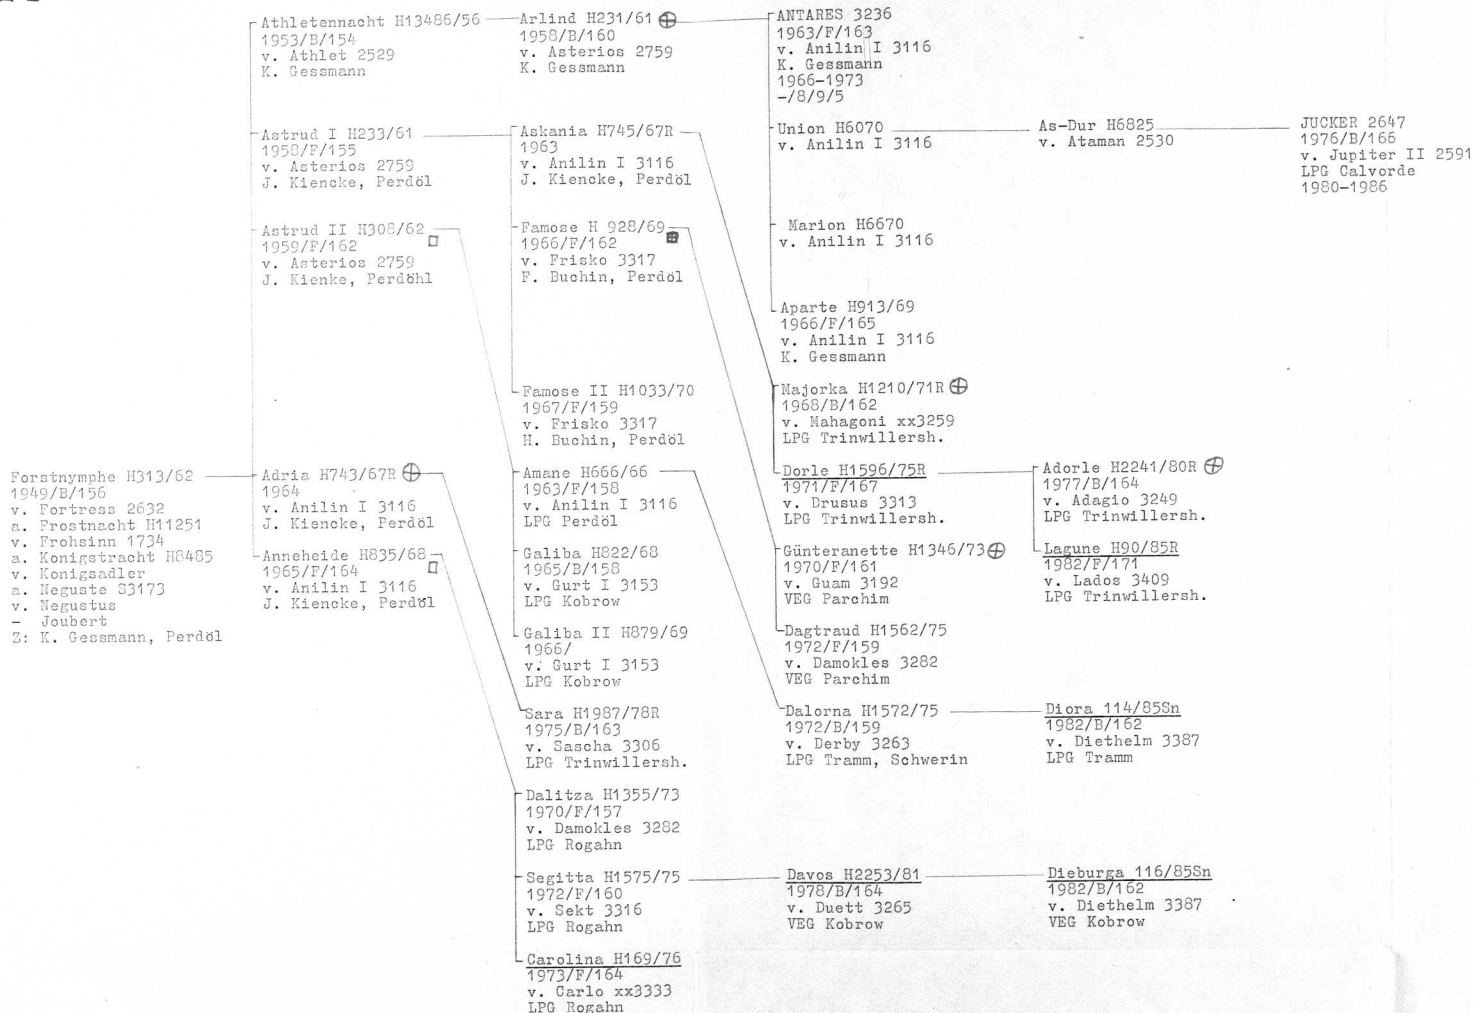 Athletennacht H13486/56
1953/B/154
v. Athlet 2529
K. Gessmann
Astrud I H233/61
1958/F/155
v. Asterios 2759
J. Kiencke, Perdöl
Astrud II H308/62
1959/F/162
v. Asterios 2759
J. Kienke, Perdöhl
Forstnymphe H313/62
1949/B/156
v. Fortress 2632
a. Frostnacht H11251
v. Frohsinn 1734
a. Konigstracht H8485
v. Konigsadler
a. Neguste S3173
v. Negustus
- Joubert
Z: K. Gessmann, Perdöl
Adria H743/67R
1964
v. Anilin I 3116
J. Kiencke, Perdöl
Anneheide H835/68
1965/F/164
v. Anilin I 3116
J. Kiencke, Perdöl
Arlind H231/61
1958/B/160
v. Asterios 2759
K. Gessmann
Askania H745/67R
1963
v. Anilin I 3116
J. Kiencke, Perdöl
Famose H 928/69
1966/F/162
v. Frisko 3317
F. Buchin, Perdöl
Famose II H1033/70
1967/F/159
v. Frisko 3317
H. Buchin, Perdöl
Amane H666/66
1963/F/158
v. Anilin I 3116
LPG Perdöl
Galiba H822/68
1965/B/158
v. Gurt I 3153
LPG Kobrow
Galiba II H879/69
1966/
v. Gurt I 3153
LPG Kobrow
Sara H1987/78R
1975/B/163
v. Sascha 3306
LPG Trinwillersh.
Dalitza H1355/73
1970/F/157
v. Damokles 3282
LPG Rogahn
Segitta H1575/75
1972/F/160
v. Sekt 3316
LPG Rogahn
Carolina H169/76
1973/F/164
v. Carlo xx3333
LPG Rogahn
ANTARES 3236
1963/F/163
v. Anilin I 3116
K. Gessmann
1966-1973
-/8/9/5
Union H6070
v. Anilin I 3116
Marion H6670
v. Anilin I 3116
Aparte H913/69
1966/F/165
v. Anilin I 3116
K. Gessmann
Majorka H1210/71R
1968/B/162
v. Mahagoni xx3259
LPG Trinwillersh.
Dorle H1596/75R
1971/F/167
v. Drusus 3313
LPG Trinwillersh.
Günteranette H1346/73
1970/F/161
v. Guam 3192
VEG Parchim
Dagtraud H1562/75
1972/F/159
v. Damokles 3282
VEG Parchim
Dalorna H1572/75
1972/B/159
v. Derby 3263
LPG Tramm, Schwerin
Davos H2253/81
1978/B/164
v. Duett 3265
VEG Kobrow
As-Dur H6825
v. Ataman 2530
Adorle H2241/80R
1977/B/164
v. Adagio 3249
LPG Trinwillersh.
Lagune H90/85R
1982/F/171
v. Lados 3409
LPG Trinwillersh.
Diora 114/85Sn
1982/B/162
v. Diethelm 3387
LPG Tramm
Dieburga 116/85Sn
1982/B/162
v. Diethelm 3387
VEG Kobrow
JUCKER 2647
1976/B/166
v. Jupiter II 2591
LPG Calvorde
1980-1986